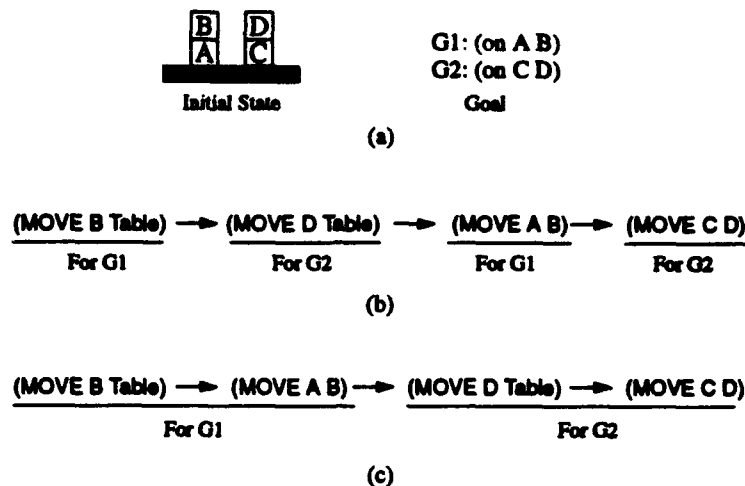 B D
A C
G1: (on A B)
G2: (on C D)
Initial State Goal
(a)
(MOVE B Table) (MOVE D Table) (MOVE A B) (MOVE C D)
For G1 For G2 For G1 For G2
(b)
(MOVE B Table) (MOVE A B) (MOVE D Table) (MOVE C D)
For G1 For G2
(c)